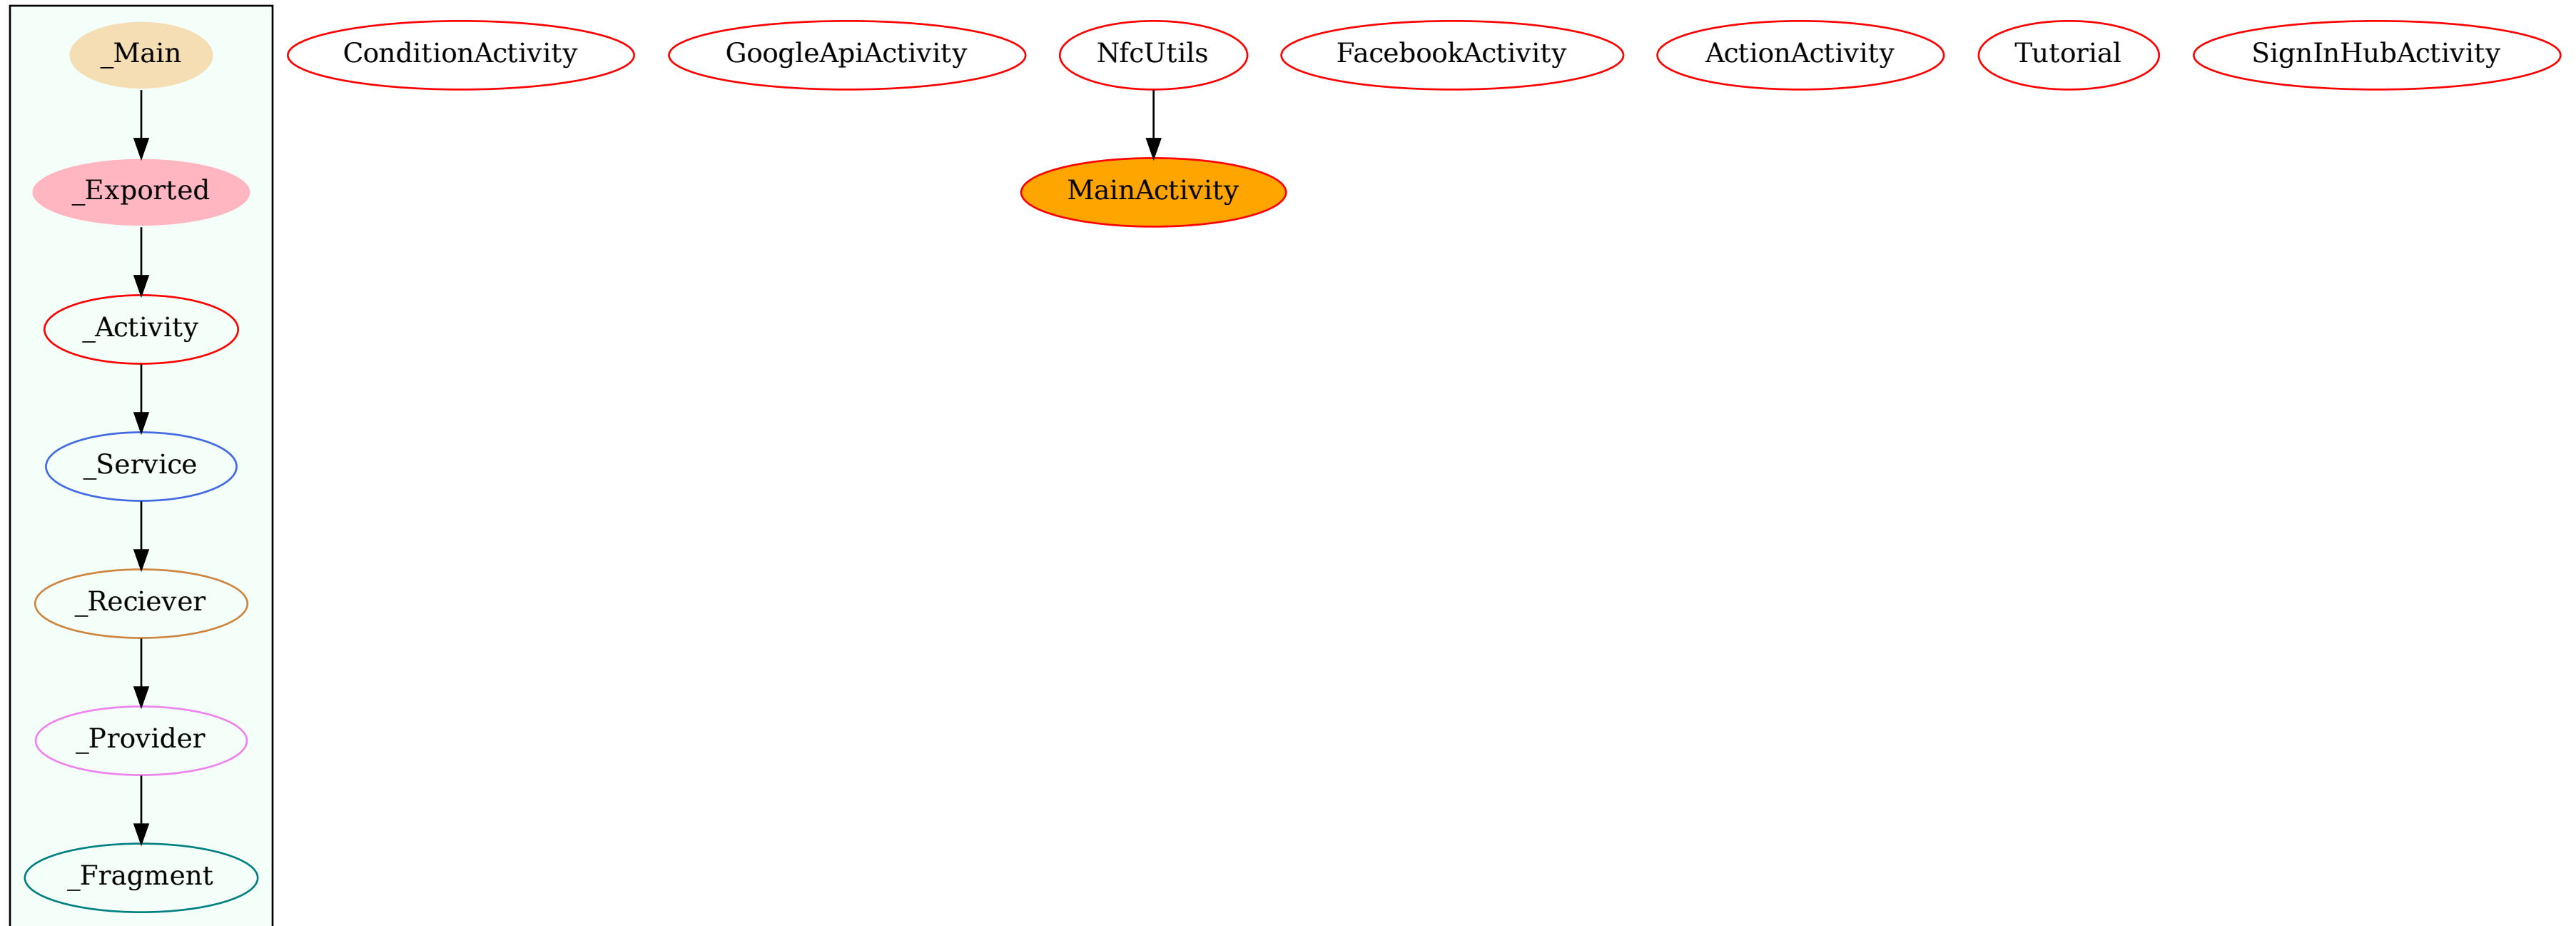 _Main
ConditionActivity
GoogleApiActivity
NfcUtils
FacebookActivity
ActionActivity
Tutorial
SignInHubActivity
_Exported
MainActivity
_Activity
_Service
_Reciever
_Provider
_Fragment